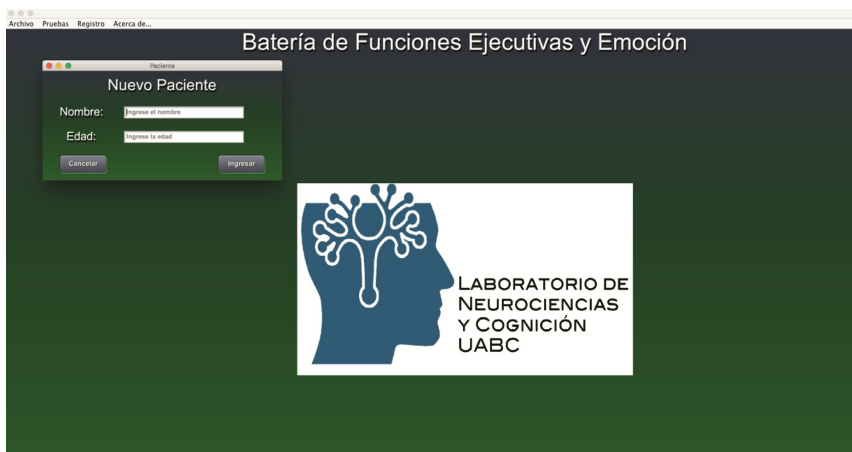 Archivo Pruebas Registro Acerca de...
Batería de Funciones Ejecutivas y Emoción
Paciente
Nuevo Paciente
Nombre: Ingrese el nombre
Edad: Ingrese la edad
Cancelar Ingresar
LABORATORIO DE
NEUROCIENCIAS
Y COGNICIÓN
UABC